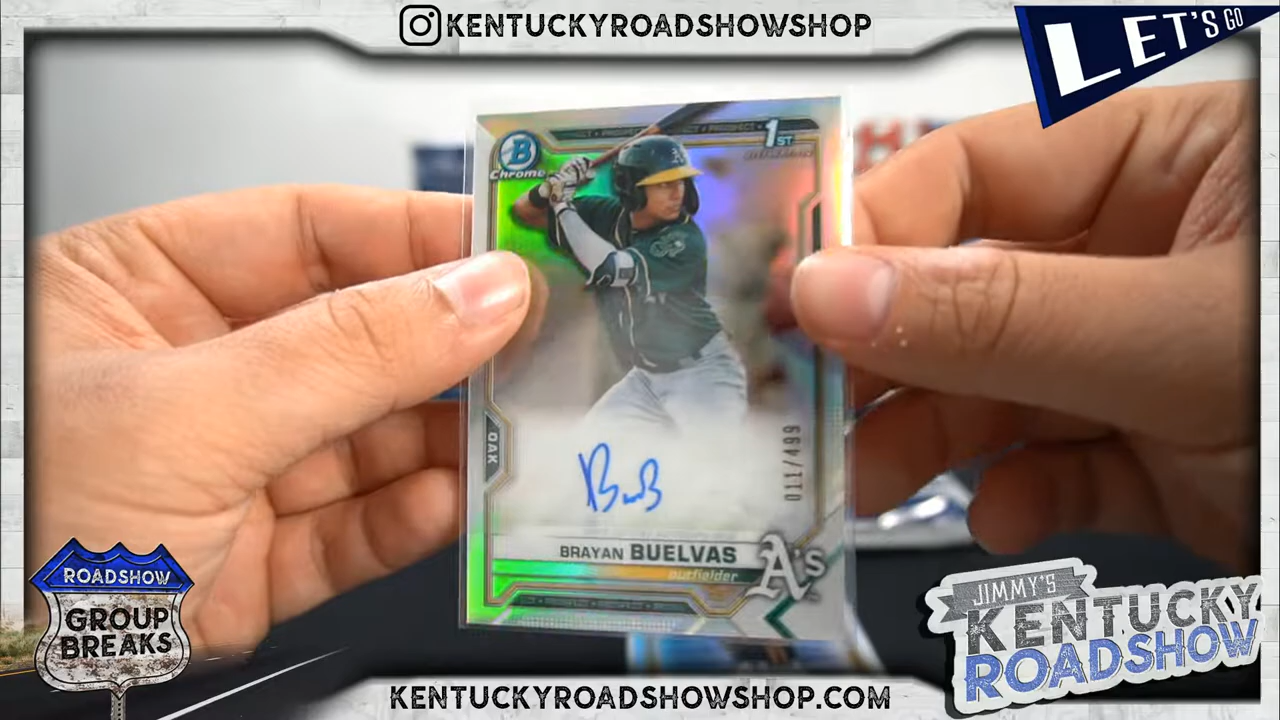 KENTUCKYROADSHOWSHOP
LET'S GO
B
Chrome
PROSPECT
1ST
OAK
011/499
BRAYAN BUELVAS
outfielder
A's
ROADSHOW
GROUP
BREAKS
JIMMY'S
KENTUCKY
ROADSHOW
KENTUCKYROADSHOWSHOP.COM